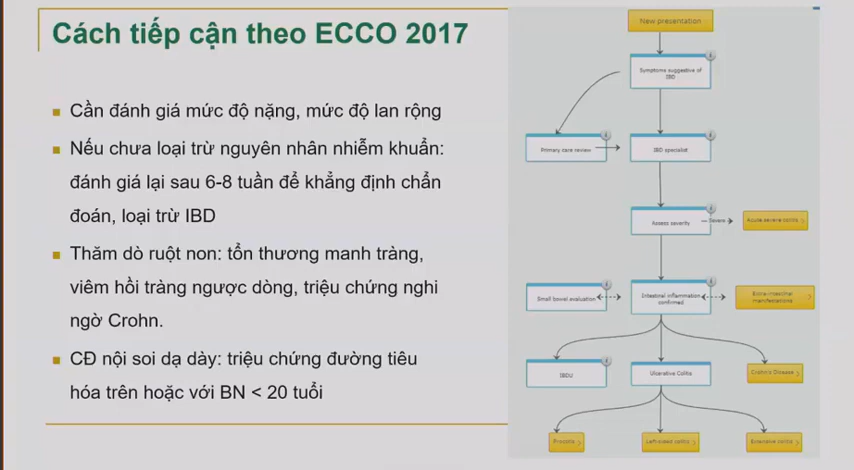 Cách tiếp cận theo ECCO 2017
Cần đánh giá mức độ nặng, mức độ lan rộng
Nếu chưa loại trừ nguyên nhân nhiễm khuẩn:
đánh giá lại sau 6-8 tuần để khẳng định chẩn
đoán, loại trừ IBD
Thăm dò ruột non: tổn thương manh tràng,
viêm hồi tràng ngược dòng, triệu chứng nghi
ngờ Crohn.
CĐ nội soi dạ dày: triệu chứng đường tiêu
hóa trên hoặc với BN < 20 tuổi
New presentation
Symptoms suggestive of
IBD
Primary care review
IBD specialist
Assess severity
Severe
Acute severe colitis
Small bowel evaluation
Intestinal inflammation
confirmed
Extra-intestinal
manifestations
IBDU
Ulcerative Colitis
Crohn's Disease
Proctitis
Left-sided colitis
Extensive colitis